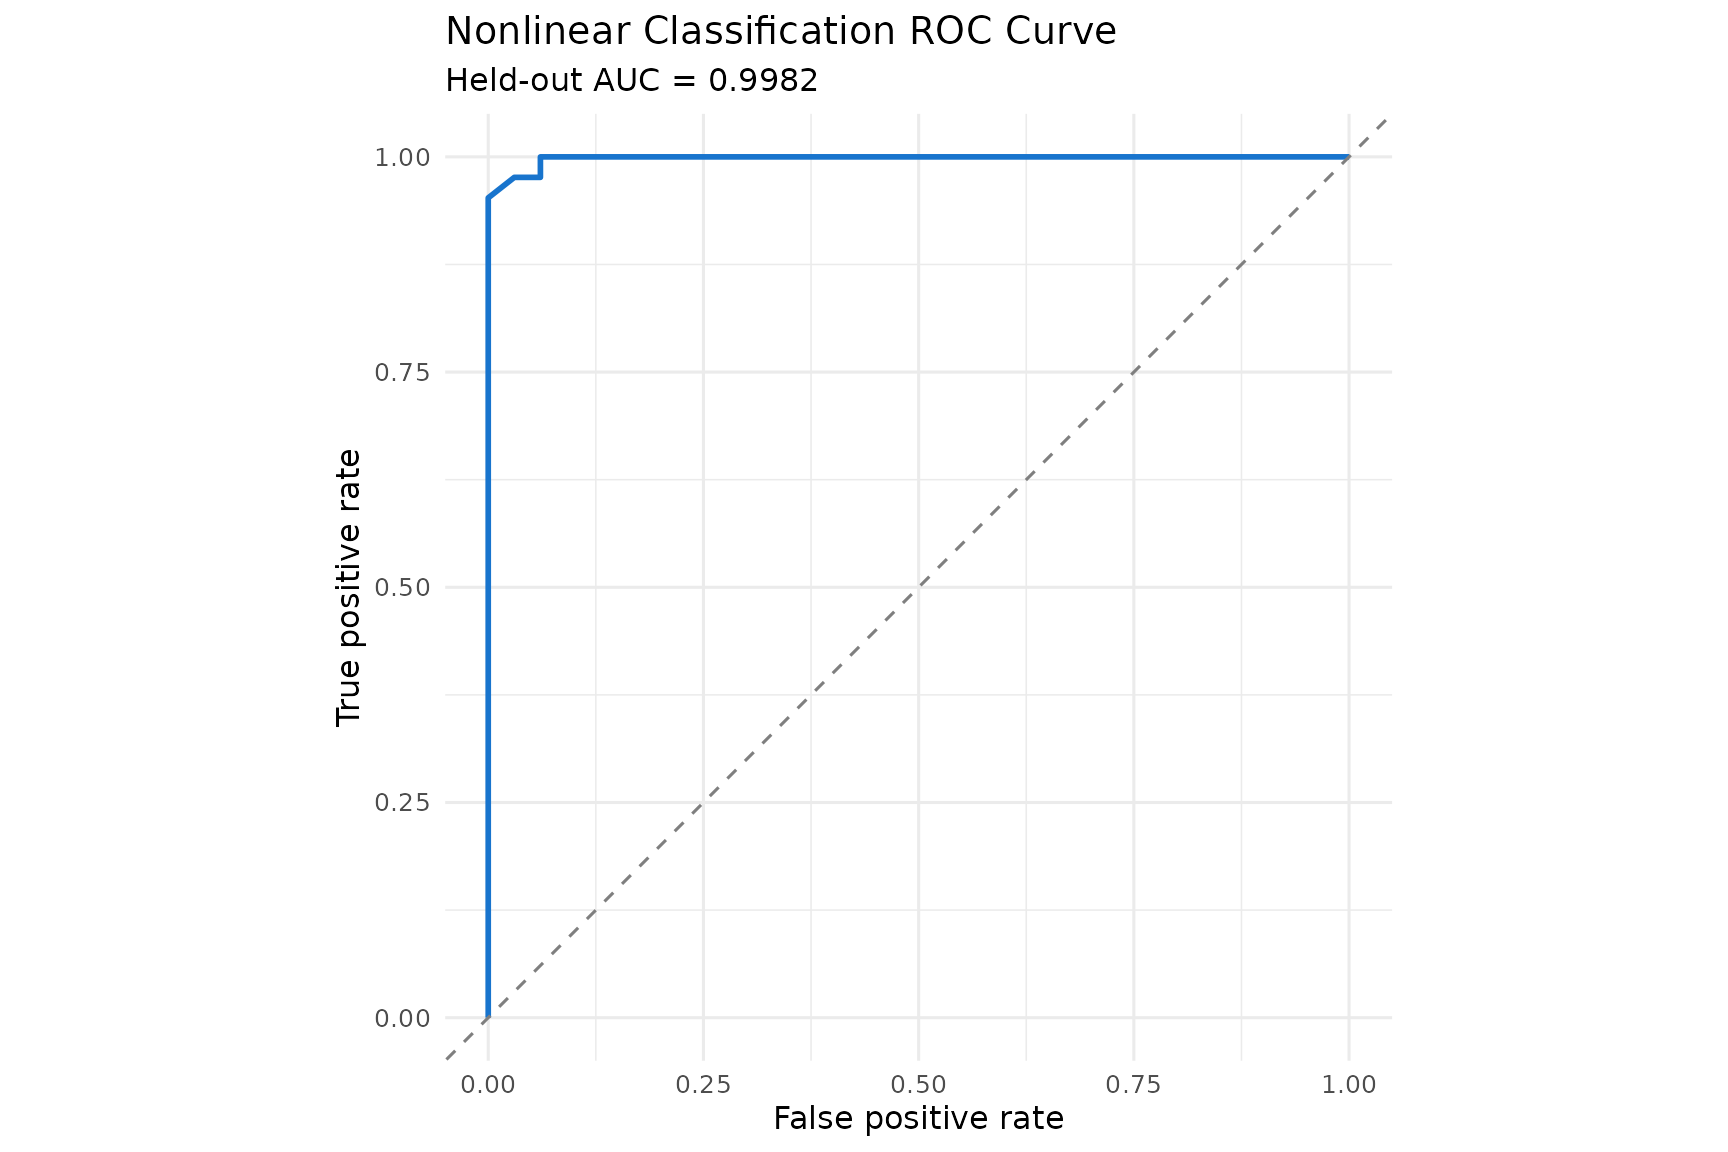 Nonlinear Classification ROC Curve
Held-out AUC = 0.9982
1.00
0.75
0.50
0.25
0.00
True positive rate
0.00 0.25 0.50 0.75 1.00
False positive rate